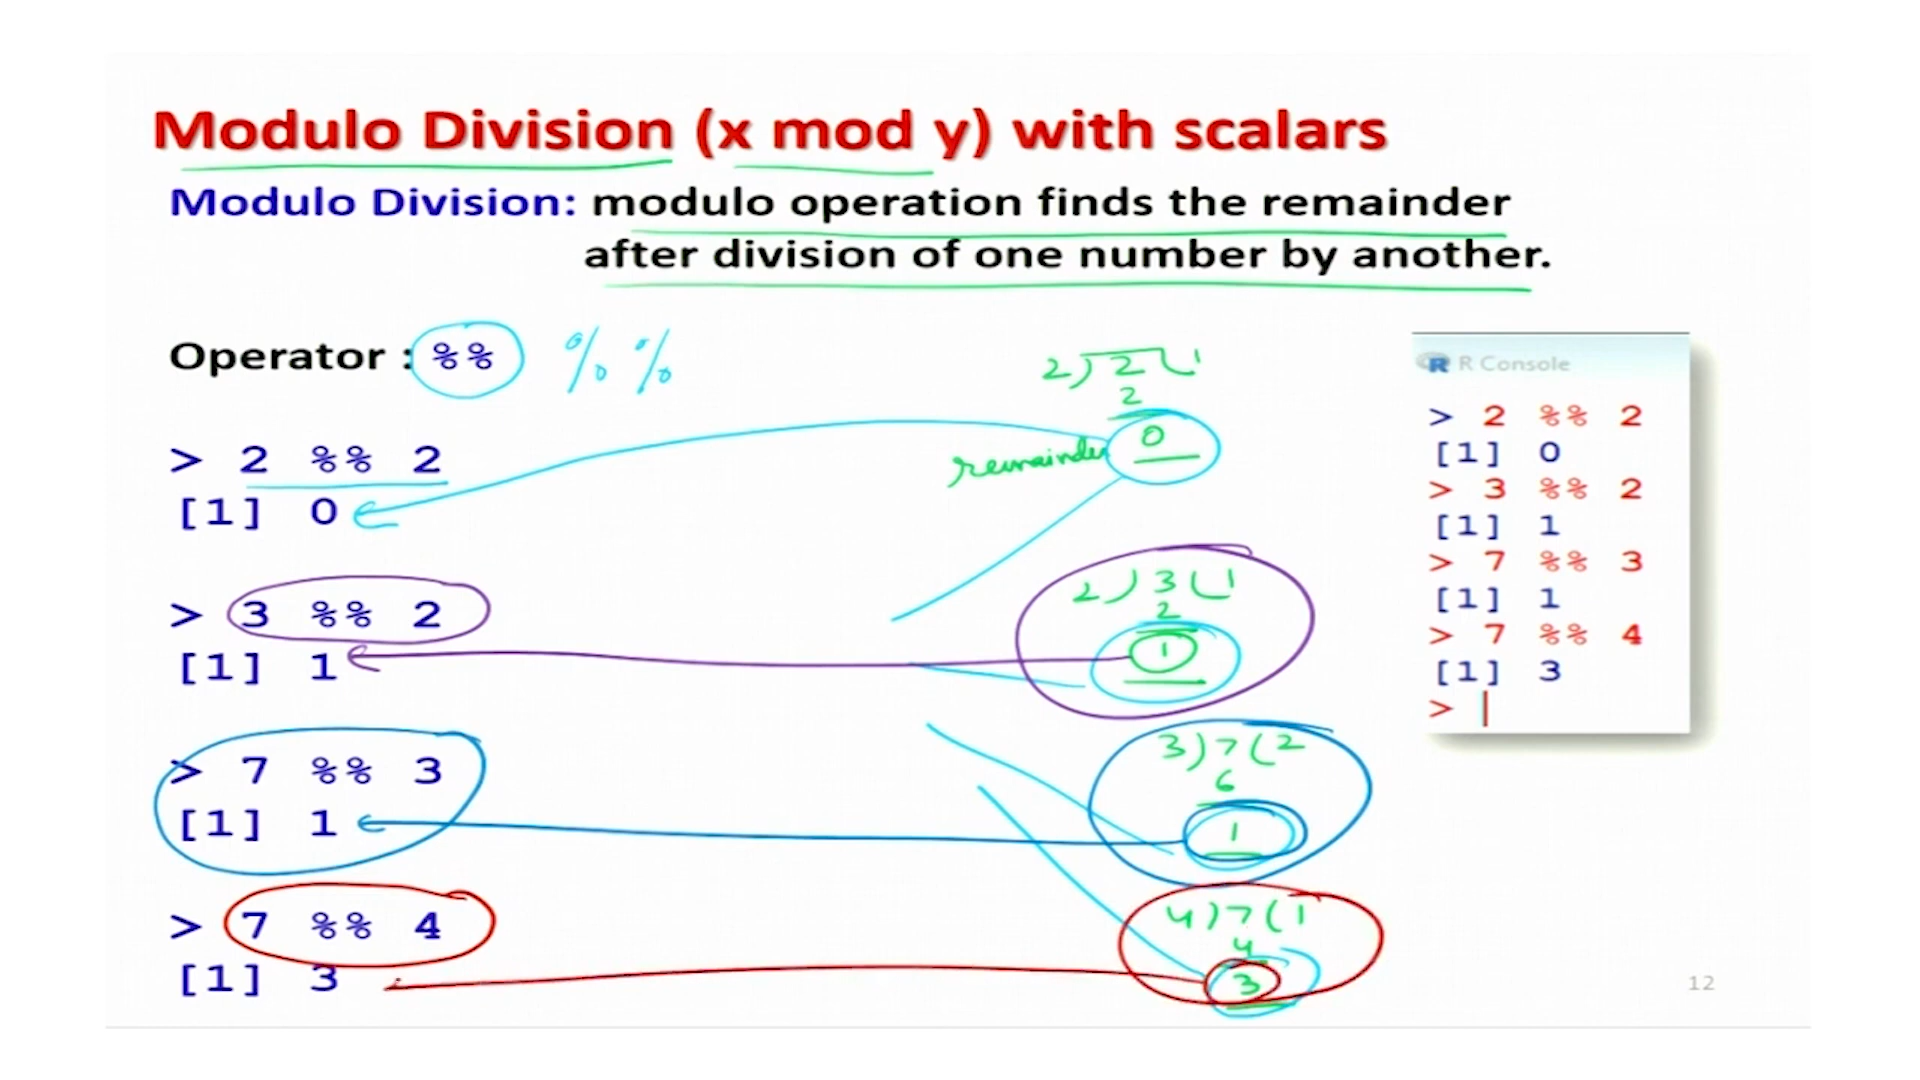 Modulo Division (x mod y) with scalars
Modulo Division: modulo operation finds the remainder
after division of one number by another.
Operator : %% % %
> 2 %% 2
[1] 0
> 3 %% 2
[1] 1
> 7 %% 3
[1] 1
> 7 %% 4
[1] 3
2)2(1
2
0
remainder
2)3(1
2
1
3)7(2
6
1
4)7(1
4
3
R Console
> 2 %% 2
[1] 0
> 3 %% 2
[1] 1
> 7 %% 3
[1] 1
> 7 %% 4
[1] 3
>
12